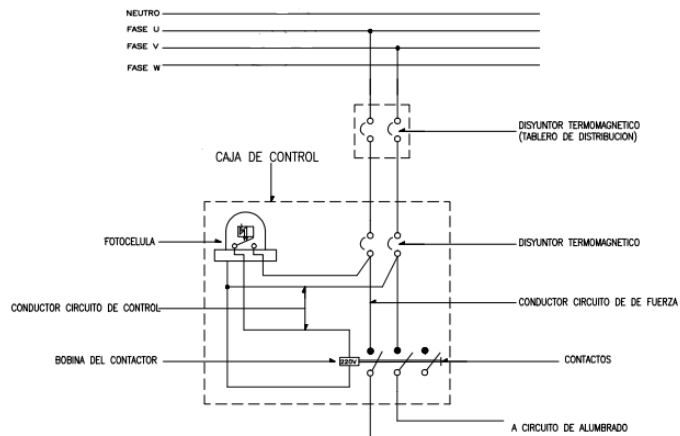 NEUTRO
FASE U
FASE V
FASE W
DISYUNTOR TERMOMAGNETICO
(TABLERO DE DISTRIBUCION)
CAJA DE CONTROL
FOTOCELULA
DISYUNTOR TERMOMAGNETICO
CONDUCTOR CIRCUITO DE CONTROL
CONDUCTOR CIRCUITO DE DE FUERZA
BOBINA DEL CONTACTOR
220V
CONTACTOS
A CIRCUITO DE ALUMBRADO